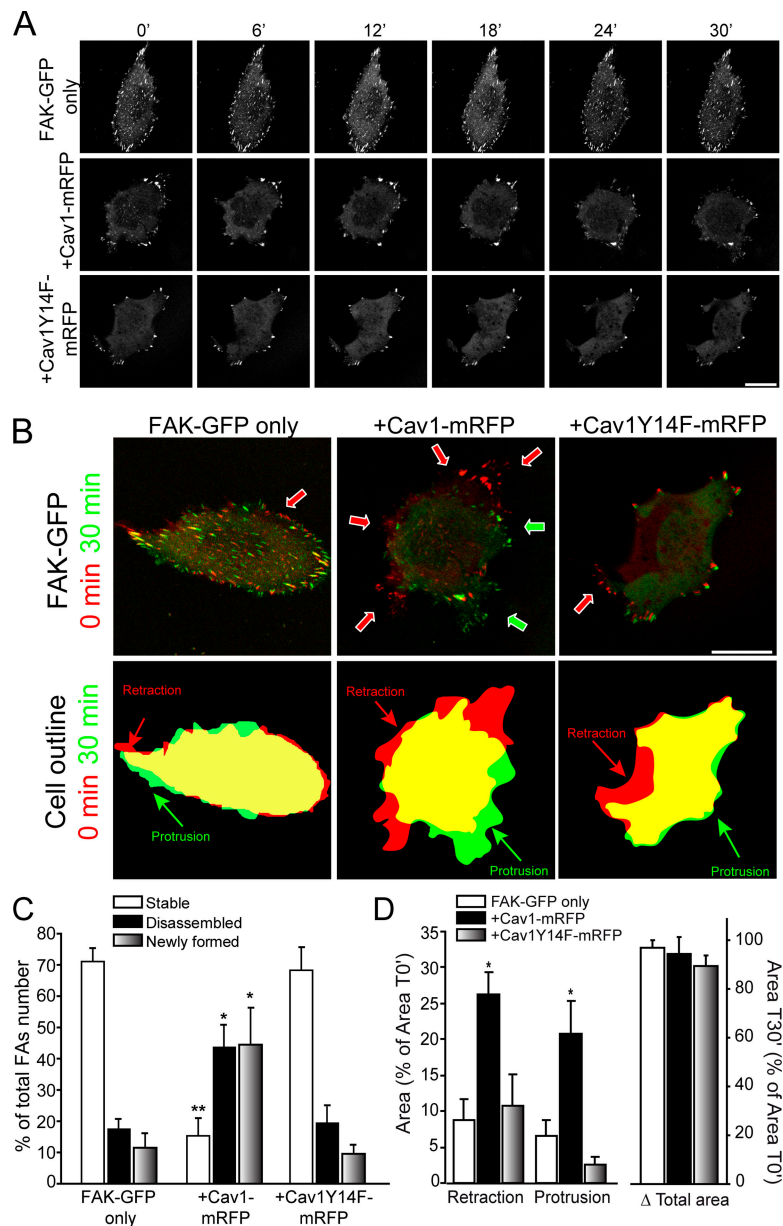 A
0’ 6’ 12’ 18’ 24’ 30’
FAK-GFP
only
+Cav1-mRFP
+Cav1Y14F-
mRFP
B
FAK-GFP only +Cav1-mRFP +Cav1Y14F-mRFP
FAK-GFP
0 min 30 min
Cell outline
0 min 30 min
Retraction
Protrusion
Retraction
Protrusion
Retraction
Protrusion
C
Stable
Disassembled
Newly formed
% of total FAs number
80
70
60
50
40
30
20
10
0
**
*
*
FAK-GFP
only
+Cav1-
mRFP
+Cav1Y14F-
mRFP
D
FAK-GFP only
+Cav1-mRFP
+Cav1Y14F-mRFP
Area (% of Area T0')
35
30
25
20
15
10
5
0
*
*
Retraction Protrusion
100
80
60
40
20
0
Area T30' (% of Area T0')
Δ Total area